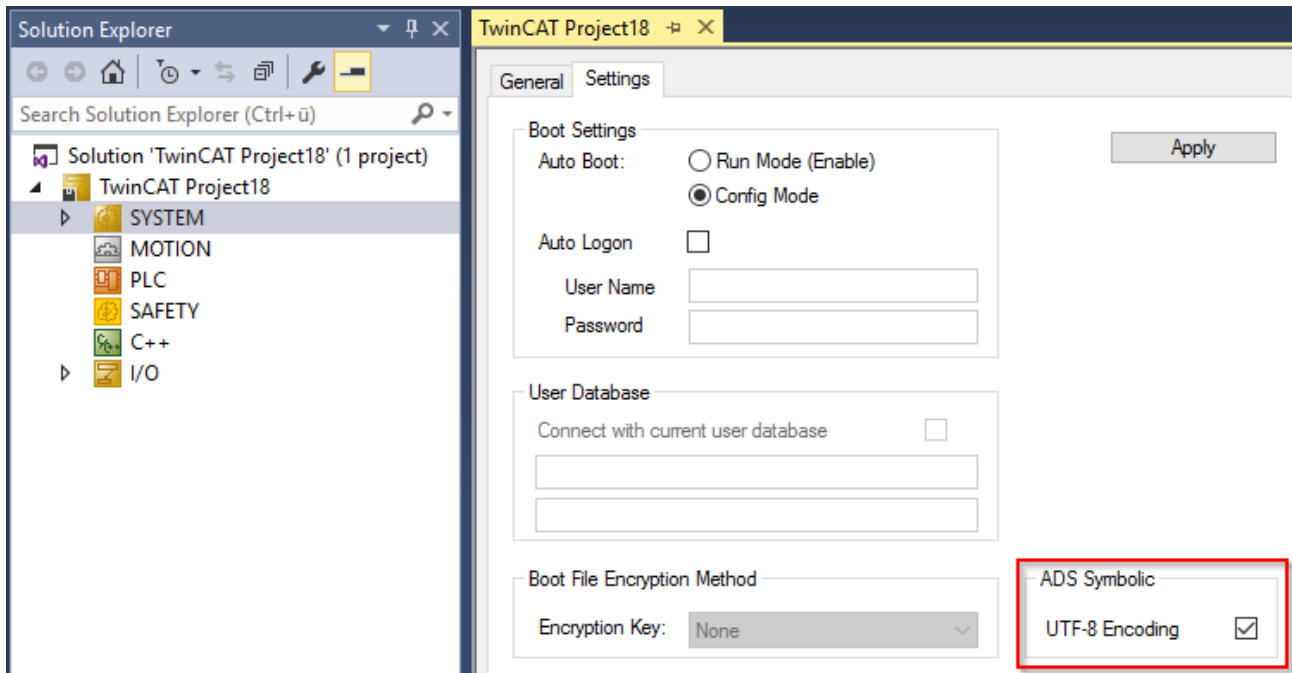 Solution Explorer
Search Solution Explorer (Ctrl+ü)
Solution 'TwinCAT Project18' (1 project)
TwinCAT Project18
SYSTEM
MOTION
PLC
SAFETY
C++
I/O
TwinCAT Project18
General Settings
Boot Settings
Auto Boot: Run Mode (Enable) Apply
Config Mode
Auto Logon
User Name
Password
User Database
Connect with current user database
Boot File Encryption Method
Encryption Key: None
ADS Symbolic
UTF-8 Encoding